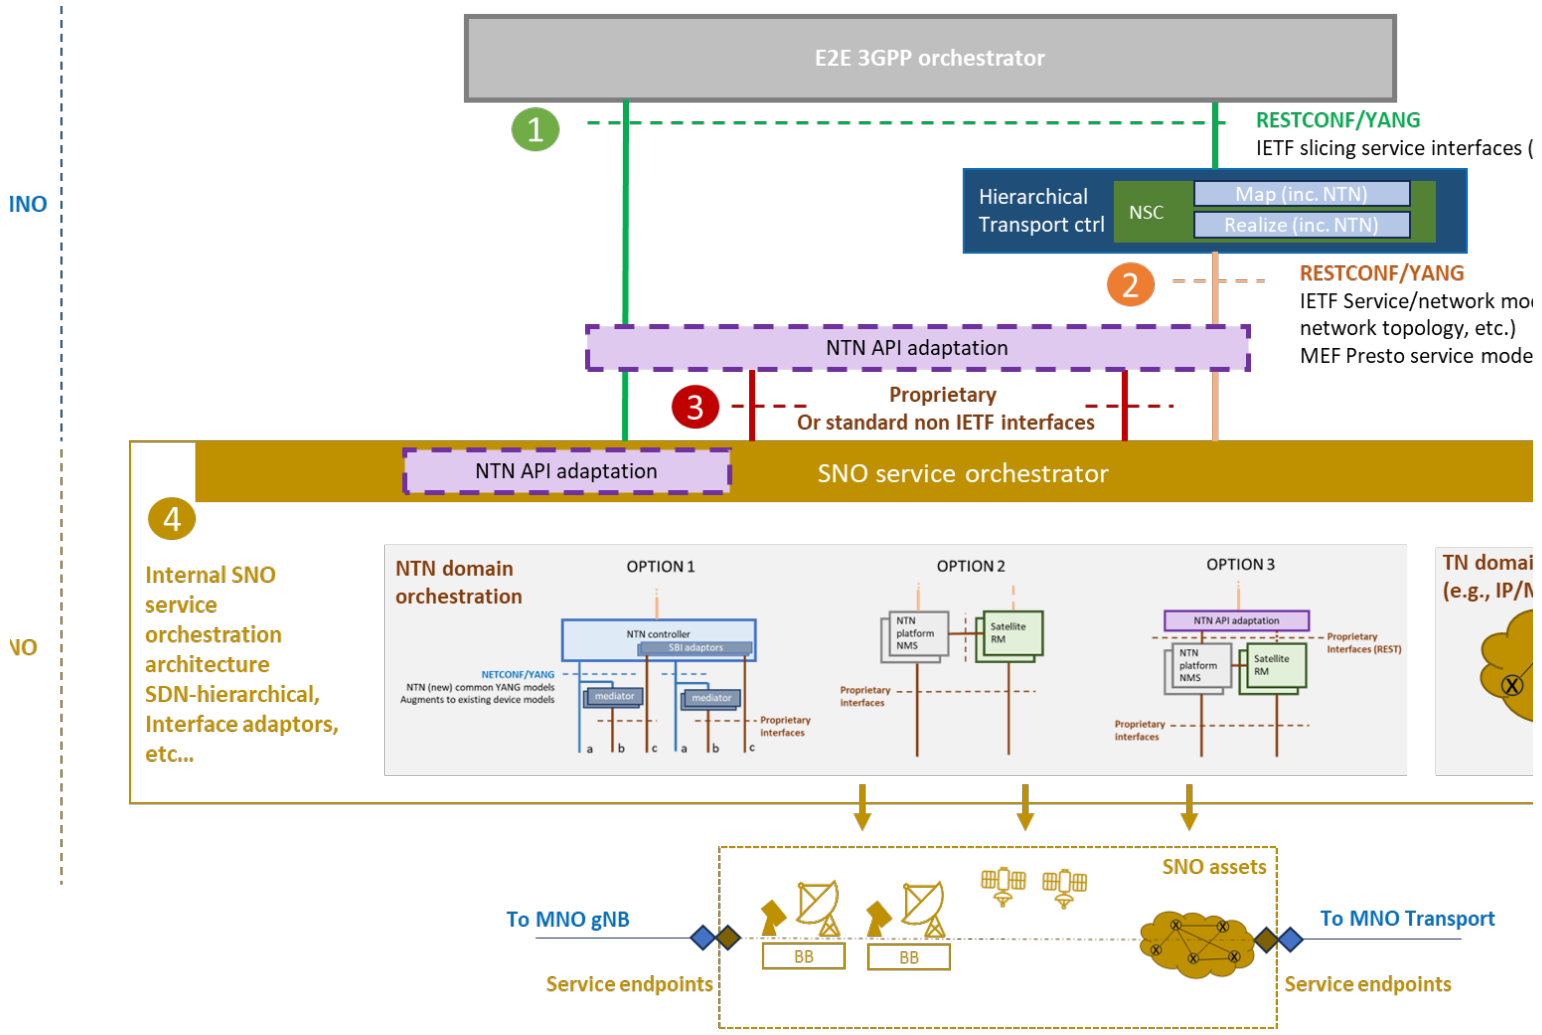 E2E 3GPP orchestrator
1
RESTCONF/YANG
IETF slicing service interfaces (
Hierarchical
Transport ctrl
NSC
Map (inc. NTN)
Realize (inc. NTN)
INO
2
RESTCONF/YANG
IETF Service/network mo
network topology, etc.)
MEF Presto service mode
NTN API adaptation
3
Proprietary
Or standard non IETF interfaces
NTN API adaptation
SNO service orchestrator
4
Internal SNO
service
orchestration
architecture
SDN-hierarchical,
Interface adaptors,
etc...
NO
NTN domain
orchestration
OPTION 1
NTN controller
SBI adaptors
NETCONF/YANG
NTN (new) common YANG models
Augments to existing device models
mediator
mediator
Proprietary
interfaces
a
b
c
a
b
c
OPTION 2
NTN
platform
NMS
Satellite
RM
Proprietary
interfaces
OPTION 3
NTN API adaptation
Proprietary
Interfaces (REST)
NTN
platform
NMS
Satellite
RM
Proprietary
interfaces
TN domai
(e.g., IP/M
X
SNO assets
To MNO gNB
BB
BB
X
X
X
X
X
To MNO Transport
Service endpoints
Service endpoints